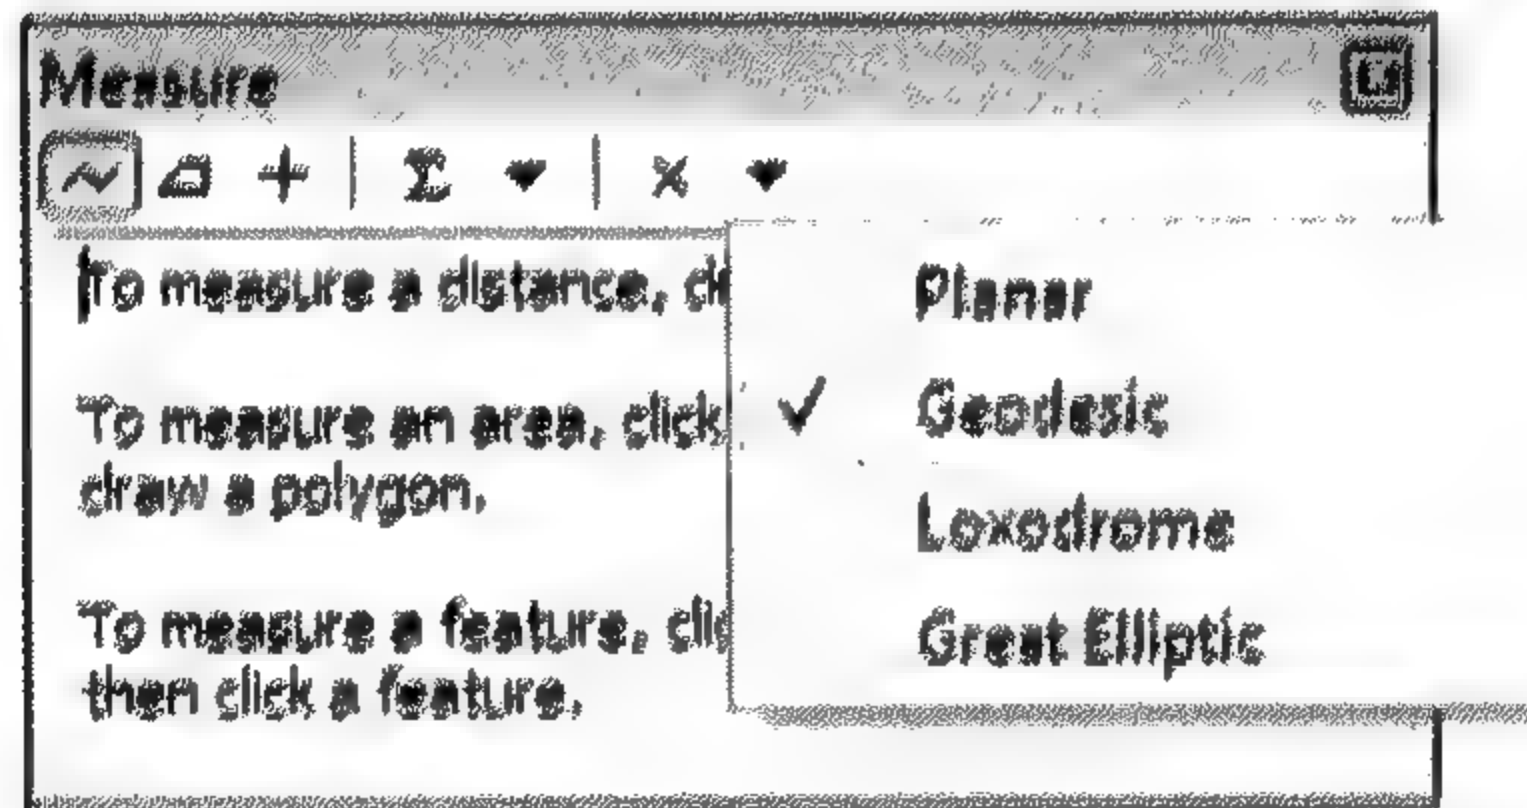 Measure
To measure a distance, cli
To measure an area, click
draw a polygon.
To measure a feature, clic
then click a feature.
Planar
Geodesic
Loxodrome
Great Elliptic